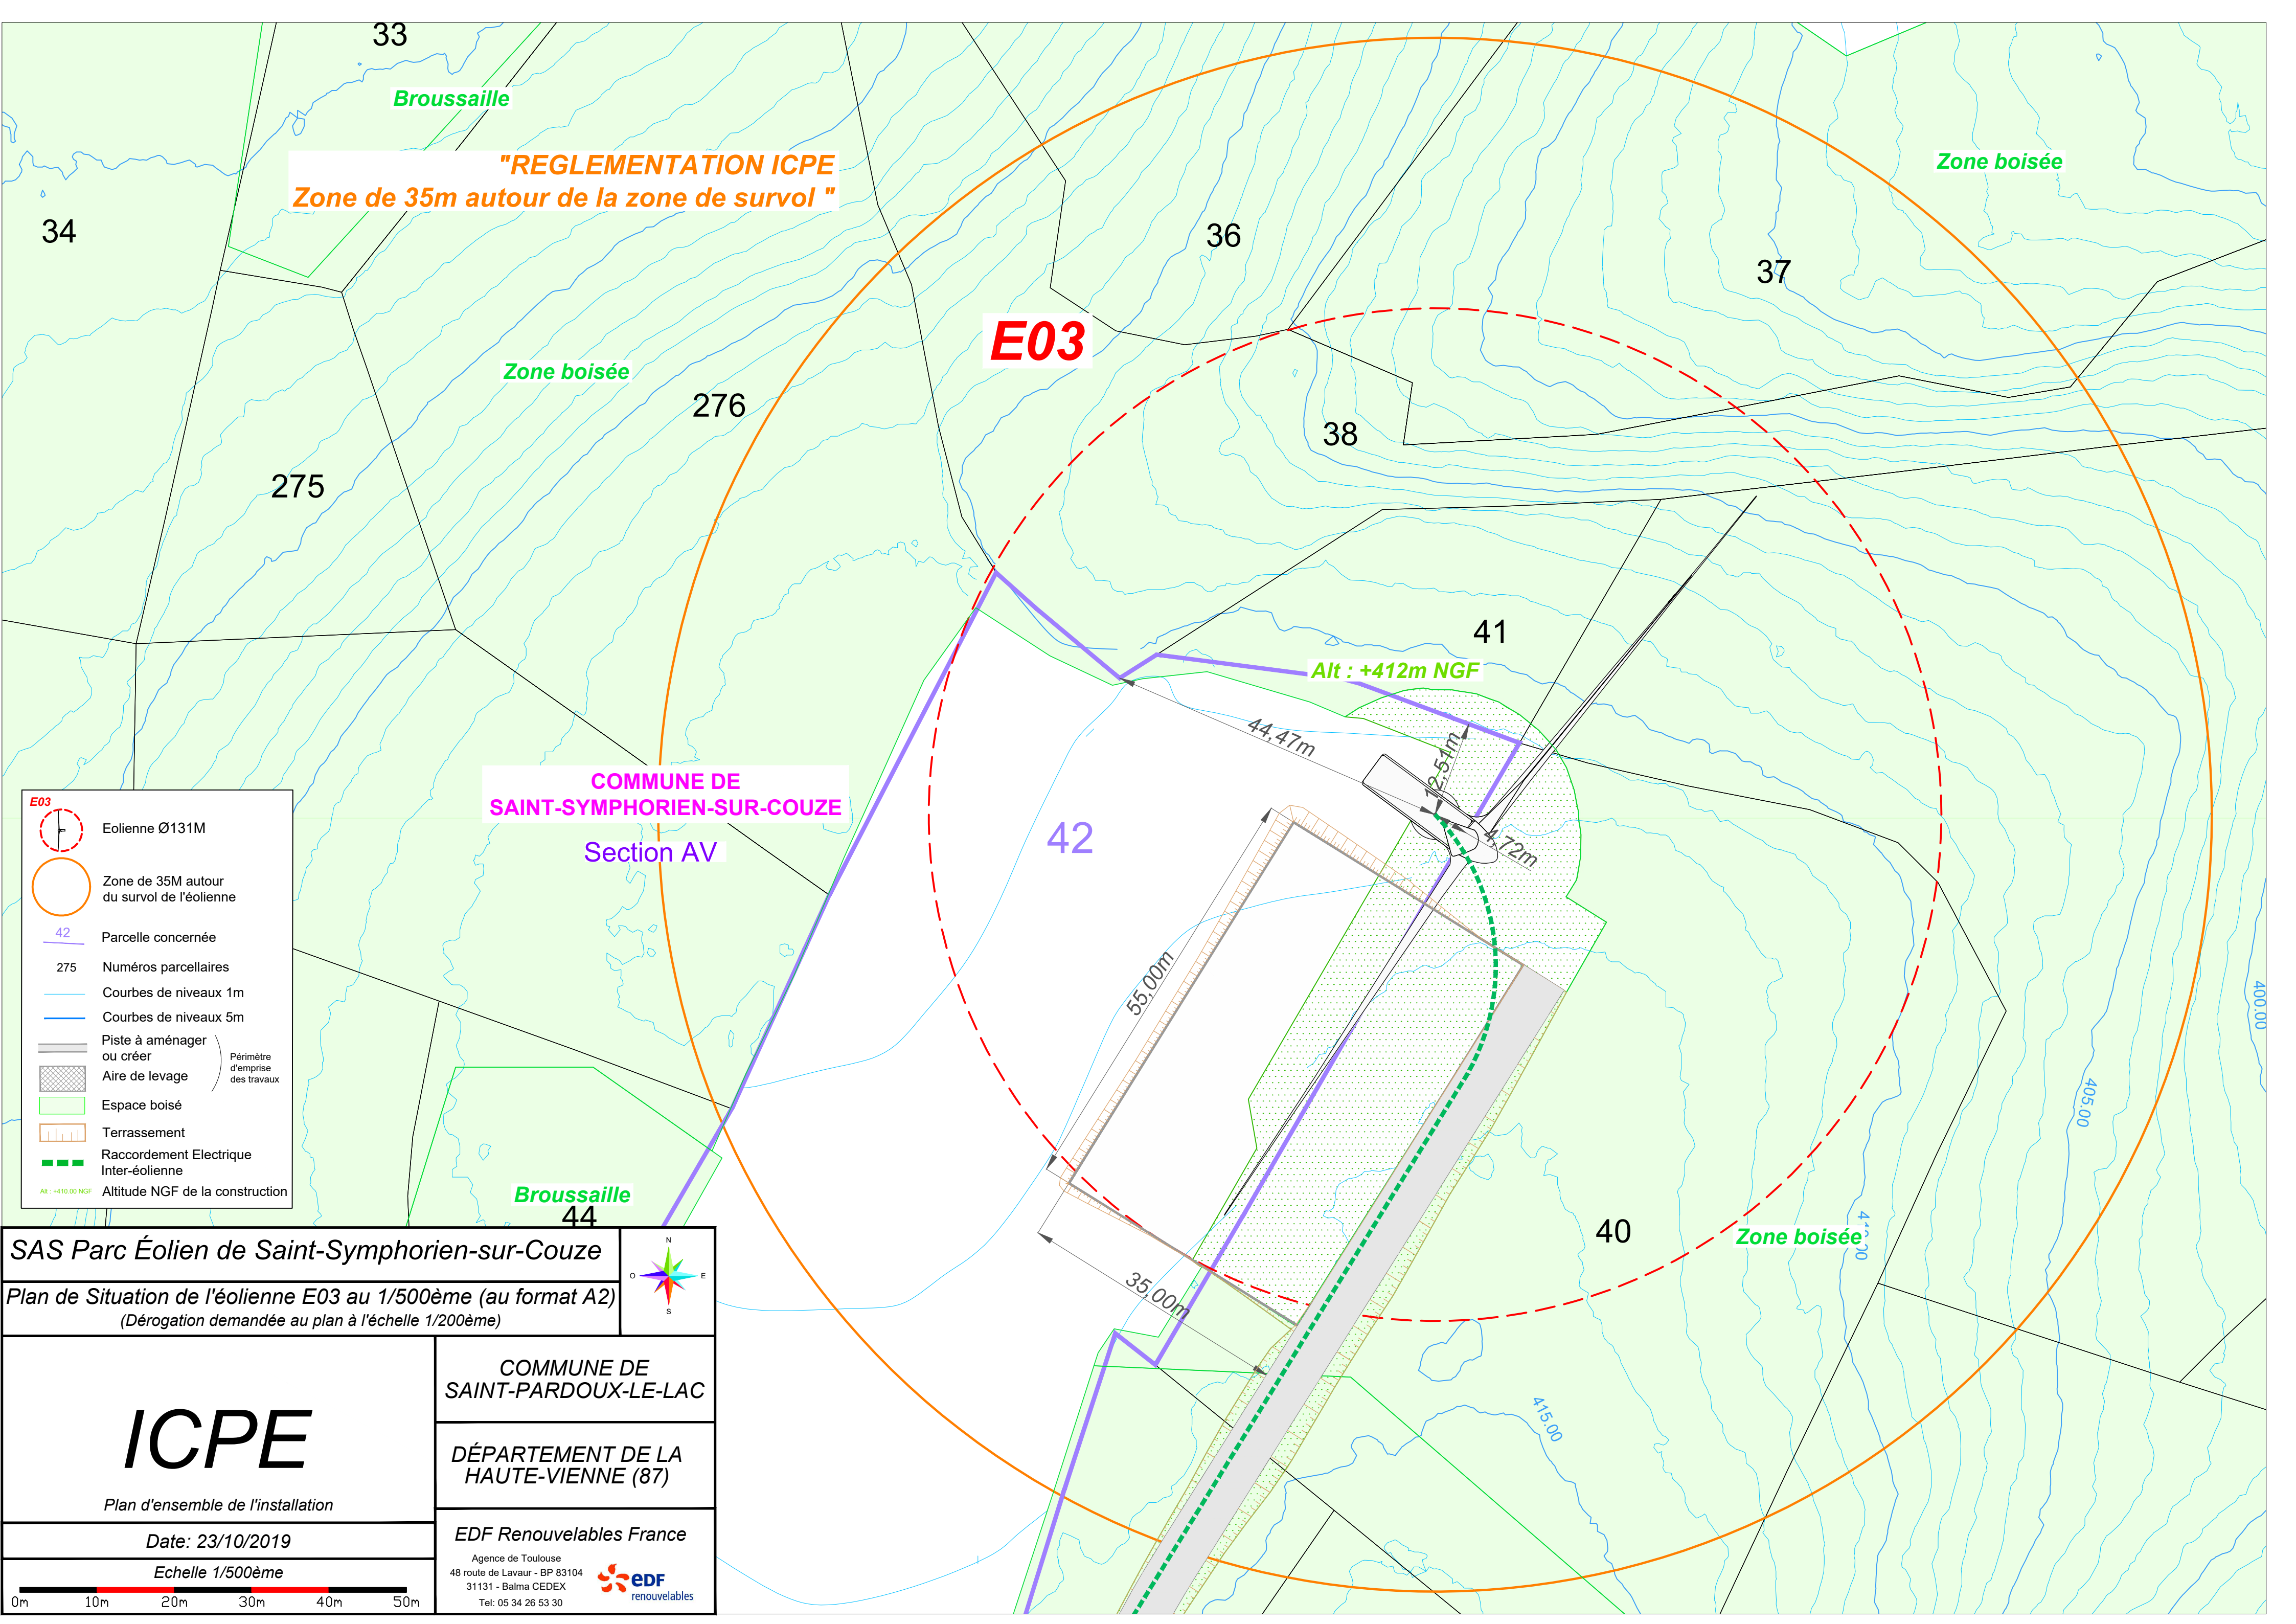 33
Broussaille
"REGLEMENTATION ICPE
Zone de 35m autour de la zone de survol "
Zone boisée
34
36
37
E03
Zone boisée
276
38
275
41
Alt : +412m NGF
44,47m
12,51m
4,72m
COMMUNE DE
SAINT-SYMPHORIEN-SUR-COUZE
Section AV
42
55,00m
35,00m
400.00
405.00
415.00
40
Zone boisée
Broussaille
44
E03
Eolienne Ø131M
Zone de 35M autour
du survol de l'éolienne
42
Parcelle concernée
275
Numéros parcellaires
Courbes de niveaux 1m
Courbes de niveaux 5m
Piste à aménager
ou créer
Aire de levage
Périmètre
d'emprise
des travaux
Espace boisé
Terrassement
Raccordement Electrique
Inter-éolienne
Alt : +410.00 NGF
Altitude NGF de la construction
SAS Parc Éolien de Saint-Symphorien-sur-Couze
N
O
E
S
Plan de Situation de l'éolienne E03 au 1/500ème (au format A2)
(Dérogation demandée au plan à l'échelle 1/200ème)
ICPE
Plan d'ensemble de l'installation
COMMUNE DE
SAINT-PARDOUX-LE-LAC
DÉPARTEMENT DE LA
HAUTE-VIENNE (87)
Date: 23/10/2019
Echelle 1/500ème
0m 10m 20m 30m 40m 50m
EDF Renouvelables France
Agence de Toulouse
48 route de Lavaur - BP 83104
31131 - Balma CEDEX
Tel: 05 34 26 53 30
eDF
renouvelables